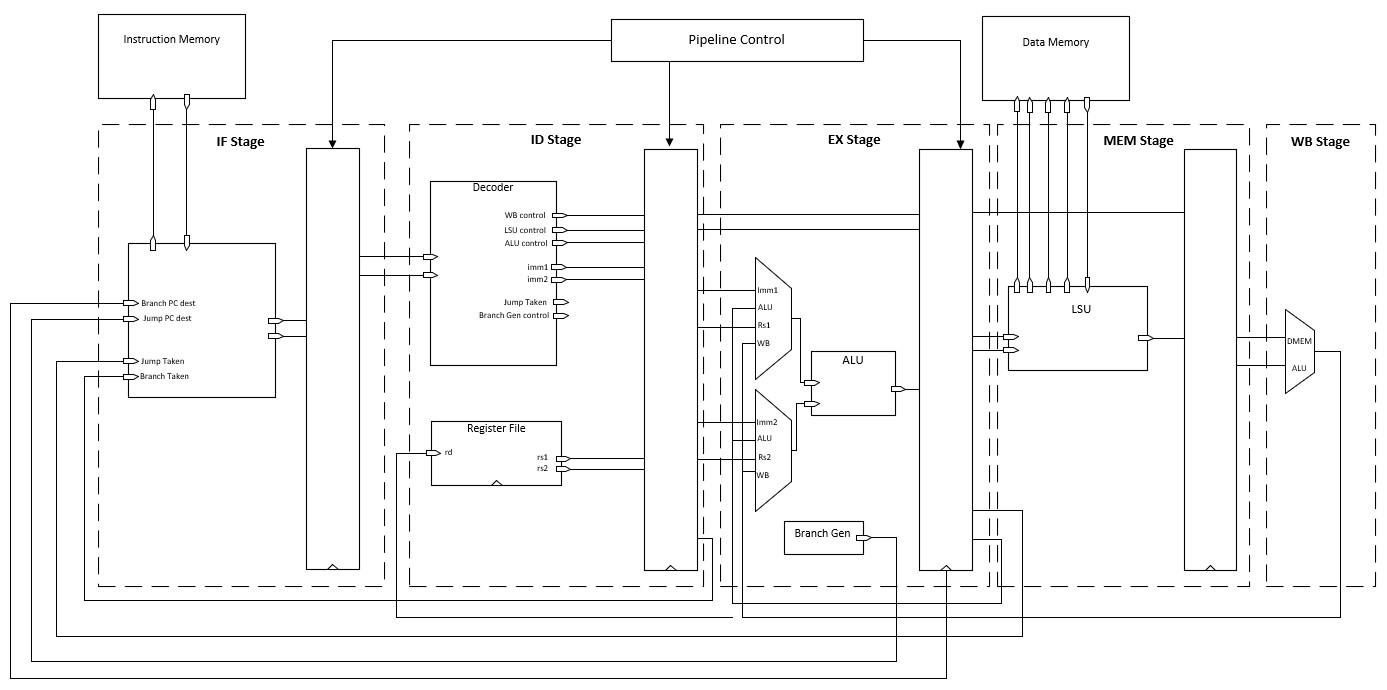 Instruction Memory
Pipeline Control
Data Memory
IF Stage
ID Stage
EX Stage
MEM Stage
WB Stage
Branch PC dest
Jump PC dest
Jump Taken
Branch Taken
Decoder
WB control
LSU control
ALU control
imm1
imm2
Jump Taken
Branch Gen control
Register File
rd
rs1
rs2
Imm1
ALU
Rs1
WB
Imm2
ALU
Rs2
WB
ALU
Branch Gen
LSU
DMEM
ALU